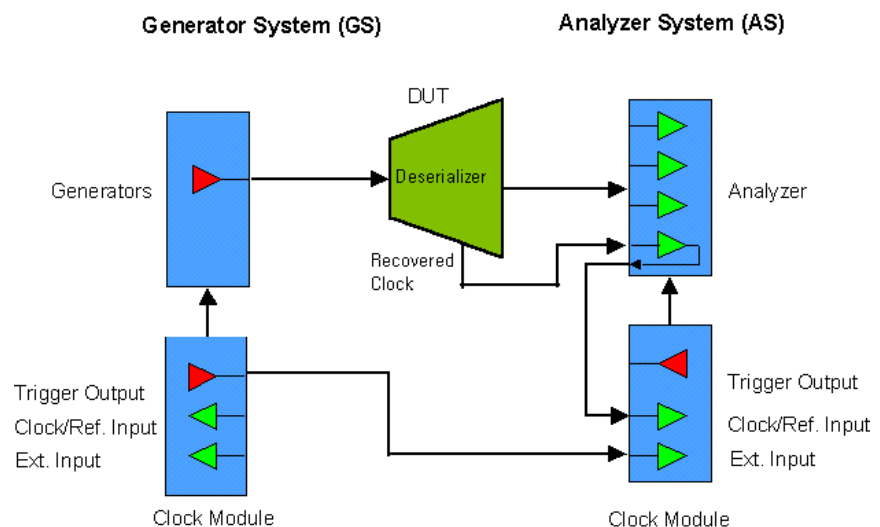 Generator System (GS)
Analyzer System (AS)
DUT
Generators
Deserializer
Analyzer
Recovered
Clock
Trigger Output
Clock/Ref. Input
Ext. Input
Trigger Output
Clock/Ref. Input
Ext. Input
Clock Module
Clock Module